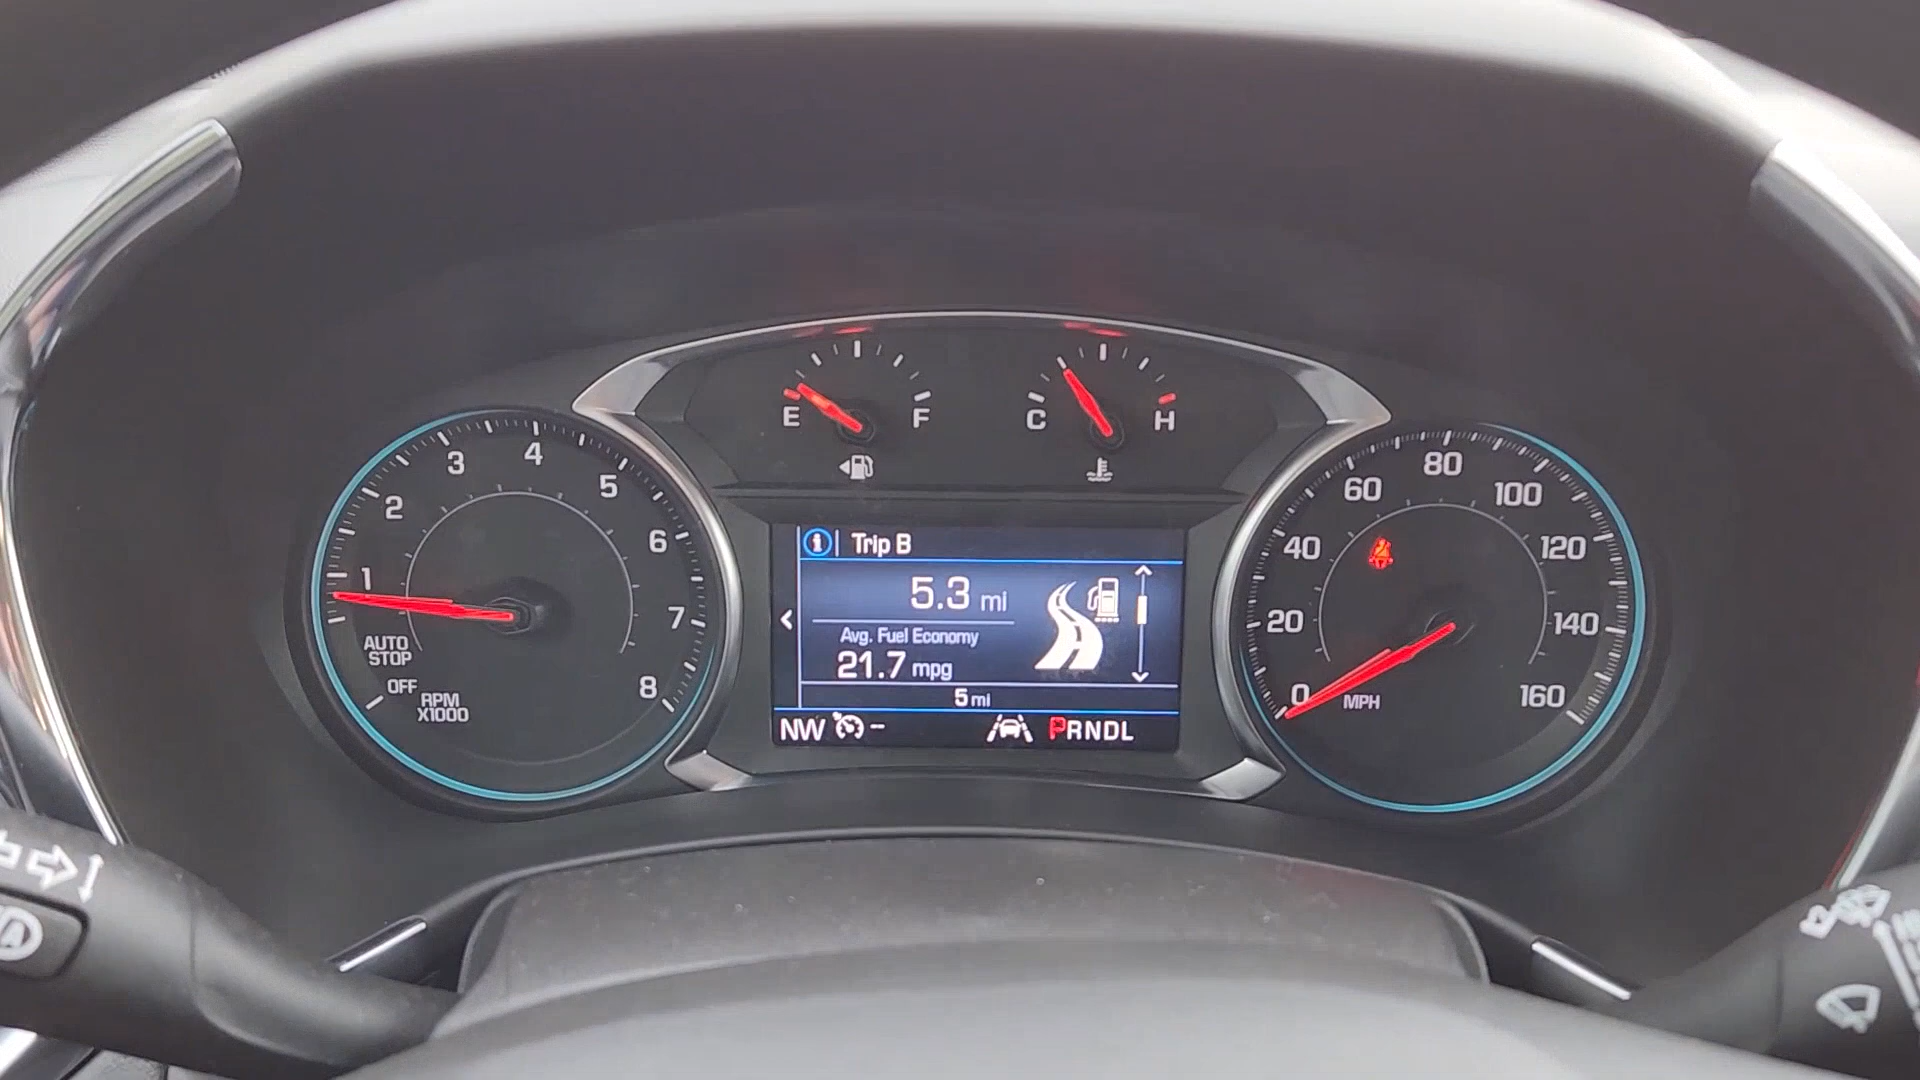 E F
C H
1 2 3 4 5 6 7 8
AUTO
STOP
OFF
RPM
X1000
Trip B
5.3 mi
Avg. Fuel Economy
21.7 mpg
5 mi
NW -- PRNDL
0 20 40 60 80 100 120 140 160
MPH
A